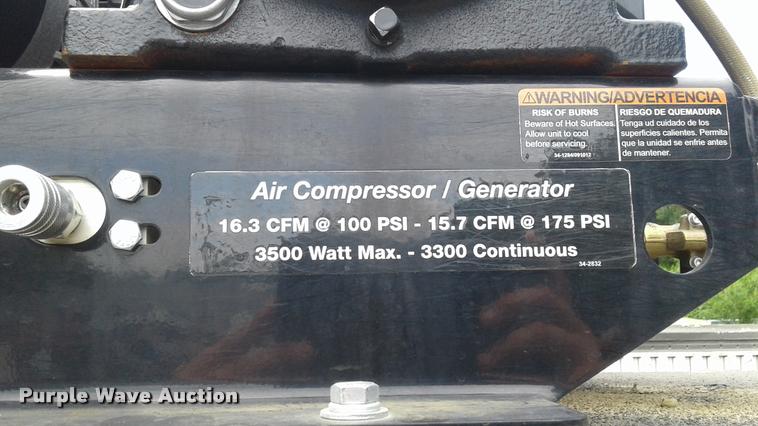 ⚠WARNING/ADVERTENCIA
RISK OF BURNS
Beware of Hot Surfaces.
Allow unit to cool
before servicing.
34-1284/091012
RIESGO DE QUEMADURA
Tenga ud cuidado de los
superficies calientes. Permita
que la unidad se enfrie antes
de mantener.
Air Compressor / Generator
16.3 CFM @ 100 PSI - 15.7 CFM @ 175 PSI
3500 Watt Max. - 3300 Continuous
34-2832
Purple Wave Auction